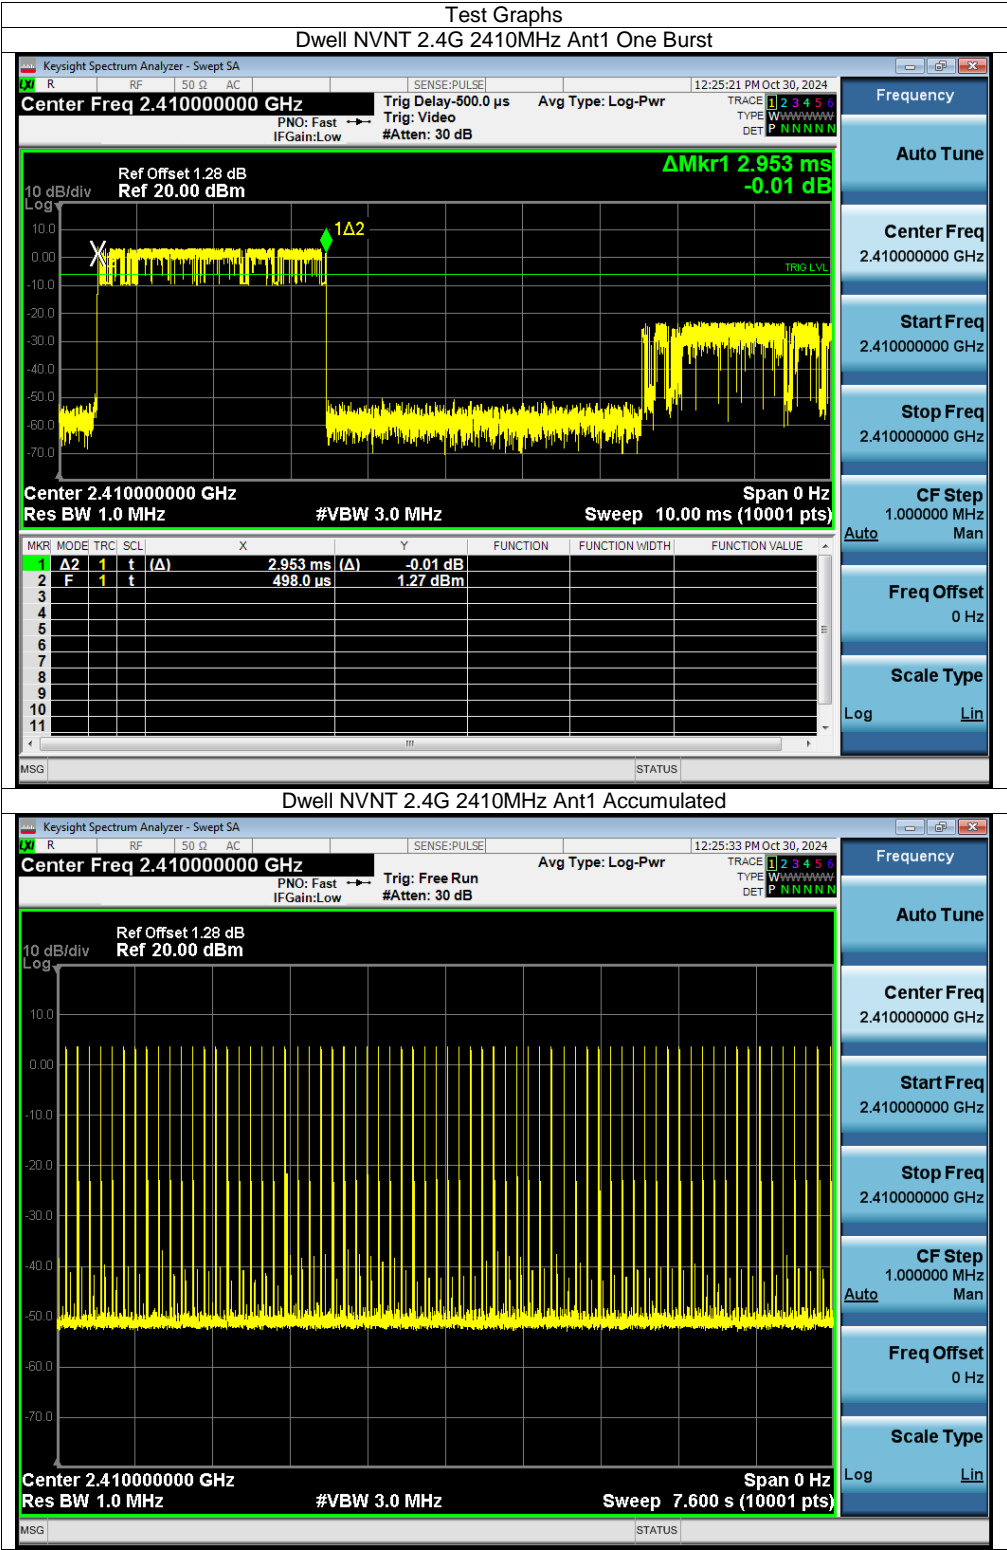 Test Graphs
Dwell NVNT 2.4G 2410MHz Ant1 One Burst
Keysight Spectrum Analyzer - Swept SA
LXI R RF 50 Ω AC SENSE:PULSE 12:25:21 PM Oct 30, 2024
Center Freq 2.410000000 GHz
PNO: Fast
IFGain:Low
Trig Delay-500.0 µs
Trig: Video
#Atten: 30 dB
Avg Type: Log-Pwr
TRACE 1 2 3 4 5 6
TYPE WWWWWW
DET P N N N N N
Frequency
Auto Tune
Center Freq
2.410000000 GHz
Start Freq
2.410000000 GHz
Stop Freq
2.410000000 GHz
CF Step
1.000000 MHz
Auto Man
Freq Offset
0 Hz
Scale Type
Log Lin
ΔMkr1 2.953 ms
-0.01 dB
Ref Offset 1.28 dB
10 dB/div Ref 20.00 dBm
Log
10.0
0.00
-10.0
-20.0
-30.0
-40.0
-50.0
-60.0
-70.0
X
1Δ2
TRIG LVL
Center 2.410000000 GHz Span 0 Hz
Res BW 1.0 MHz #VBW 3.0 MHz Sweep 10.00 ms (10001 pts)
MKR MODE TRC SCL X Y FUNCTION FUNCTION WIDTH FUNCTION VALUE
1 Δ2 1 t (Δ) 2.953 ms (Δ) -0.01 dB
2 F 1 t 498.0 µs 1.27 dBm
3
4
5
6
7
8
9
10
11
MSG STATUS
Dwell NVNT 2.4G 2410MHz Ant1 Accumulated
Keysight Spectrum Analyzer - Swept SA
LXI R RF 50 Ω AC SENSE:PULSE 12:25:33 PM Oct 30, 2024
Center Freq 2.410000000 GHz
PNO: Fast
IFGain:Low
Trig: Free Run
#Atten: 30 dB
Avg Type: Log-Pwr
TRACE 1 2 3 4 5 6
TYPE WWWWWW
DET P N N N N N
Frequency
Auto Tune
Center Freq
2.410000000 GHz
Start Freq
2.410000000 GHz
Stop Freq
2.410000000 GHz
CF Step
1.000000 MHz
Auto Man
Freq Offset
0 Hz
Scale Type
Log Lin
Ref Offset 1.28 dB
10 dB/div Ref 20.00 dBm
Log
10.0
0.00
-10.0
-20.0
-30.0
-40.0
-50.0
-60.0
-70.0
Center 2.410000000 GHz Span 0 Hz
Res BW 1.0 MHz #VBW 3.0 MHz Sweep 7.600 s (10001 pts)
MSG STATUS